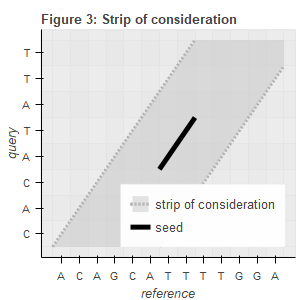 Figure 3: Strip of consideration
T
T
A
T
A
C
A
C
query
strip of consideration
seed
A C A G C A T T T T G G A
reference